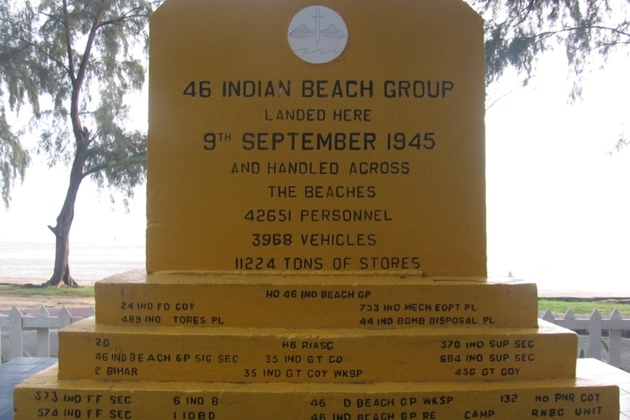 46 INDIAN BEACH GROUP
LANDED HERE
9TH SEPTEMBER 1945
AND HANDLED ACROSS
THE BEACHES
42651 PERSONNEL
3968 VEHICLES
11224 TONS OF STORES
HQ 46 IND BEACH GP
24 IND FD COY 733 IND MECH EQPT PL
489 IND TORES PL 44 IND BOMB DISPOSAL PL
2D H6 RIASC 370 IND SUP SEC
46 IND BEACH GP SIG SEC 35 IND GT CO 684 IND SUP SEC
2 BIHAR 35 IND GT COY WKSP 430 GT COY
573 IND FF SEC 6 IND B 46 D BEACH GP WKSP 132 NO PNR COY
574 IND FF SEC 1 IDBD 46 IND BEACH GP RE CAMP RNBC UNIT